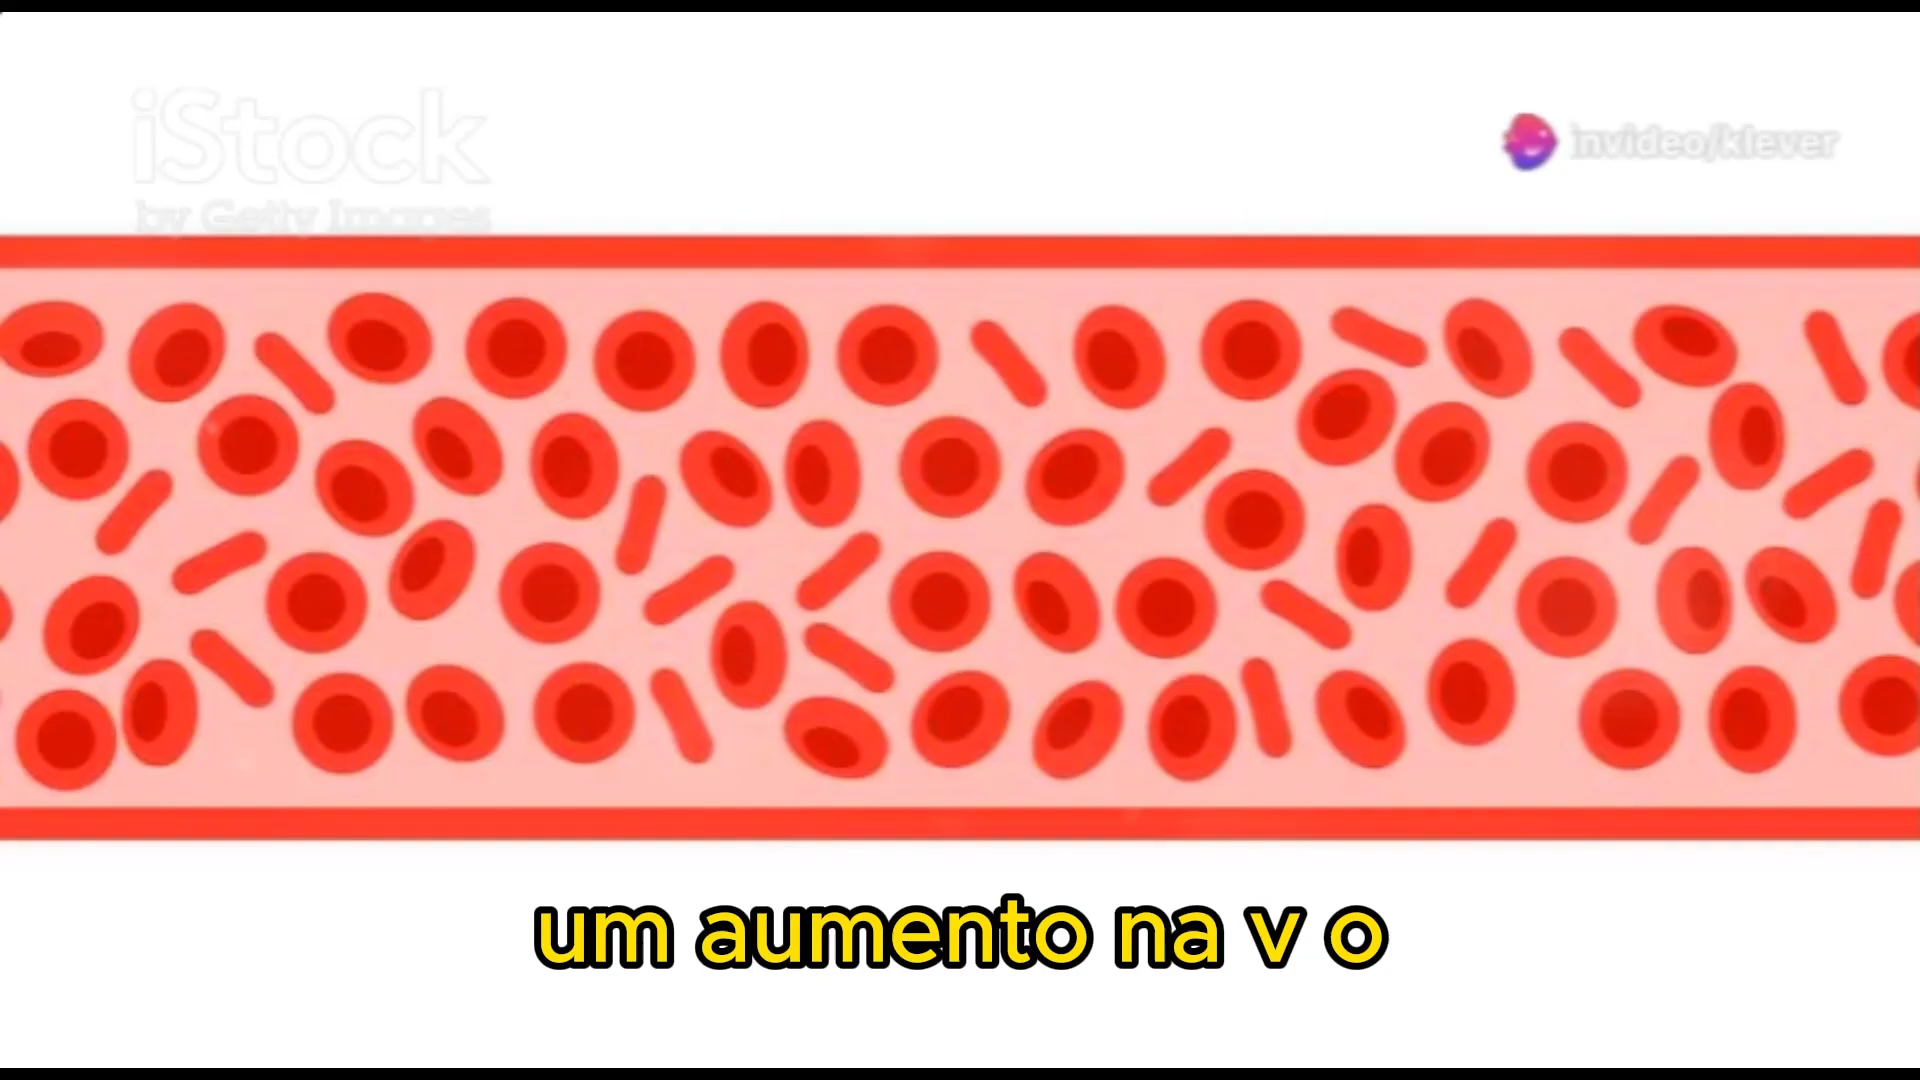 iStock
by Getty Images
invideo/klever
um aumento na v o